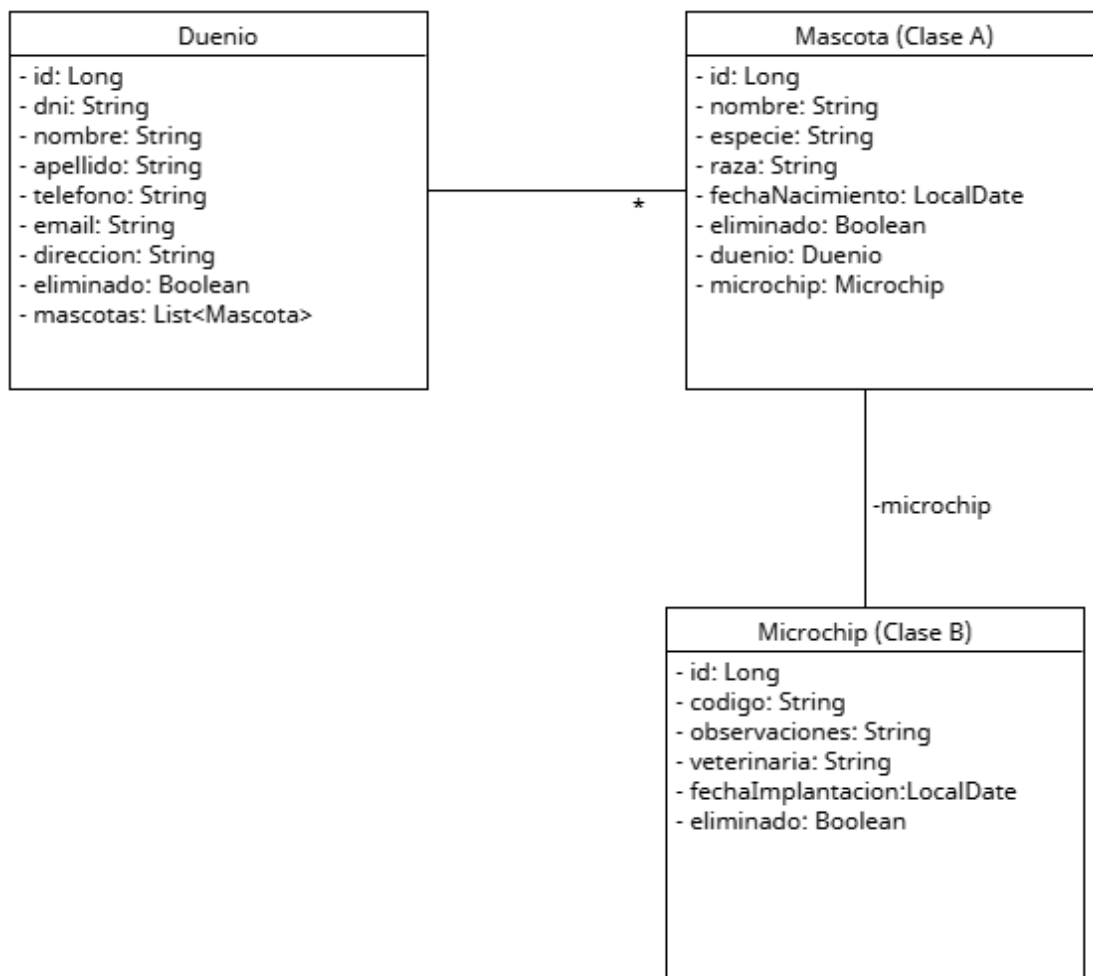 Duenio
- id: Long
- dni: String
- nombre: String
- apellido: String
- telefono: String
- email: String
- direccion: String
- eliminado: Boolean
- mascotas: List<Mascota>
*
Mascota (Clase A)
- id: Long
- nombre: String
- especie: String
- raza: String
- fechaNacimiento: LocalDate
- eliminado: Boolean
- duenio: Duenio
- microchip: Microchip
-microchip
Microchip (Clase B)
- id: Long
- codigo: String
- observaciones: String
- veterinaria: String
- fechaImplantacion:LocalDate
- eliminado: Boolean